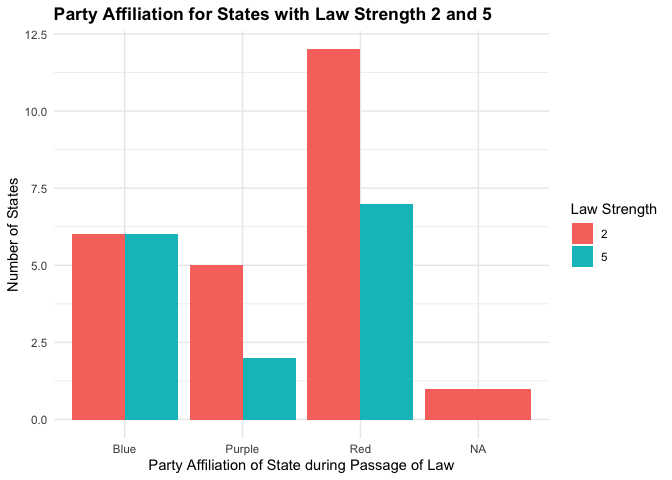 Party Affiliation for States with Law Strength 2 and 5
12.5
10.0
7.5
5.0
2.5
0.0
Number of States
Blue
Purple
Red
NA
Party Affiliation of State during Passage of Law
Law Strength
2
5